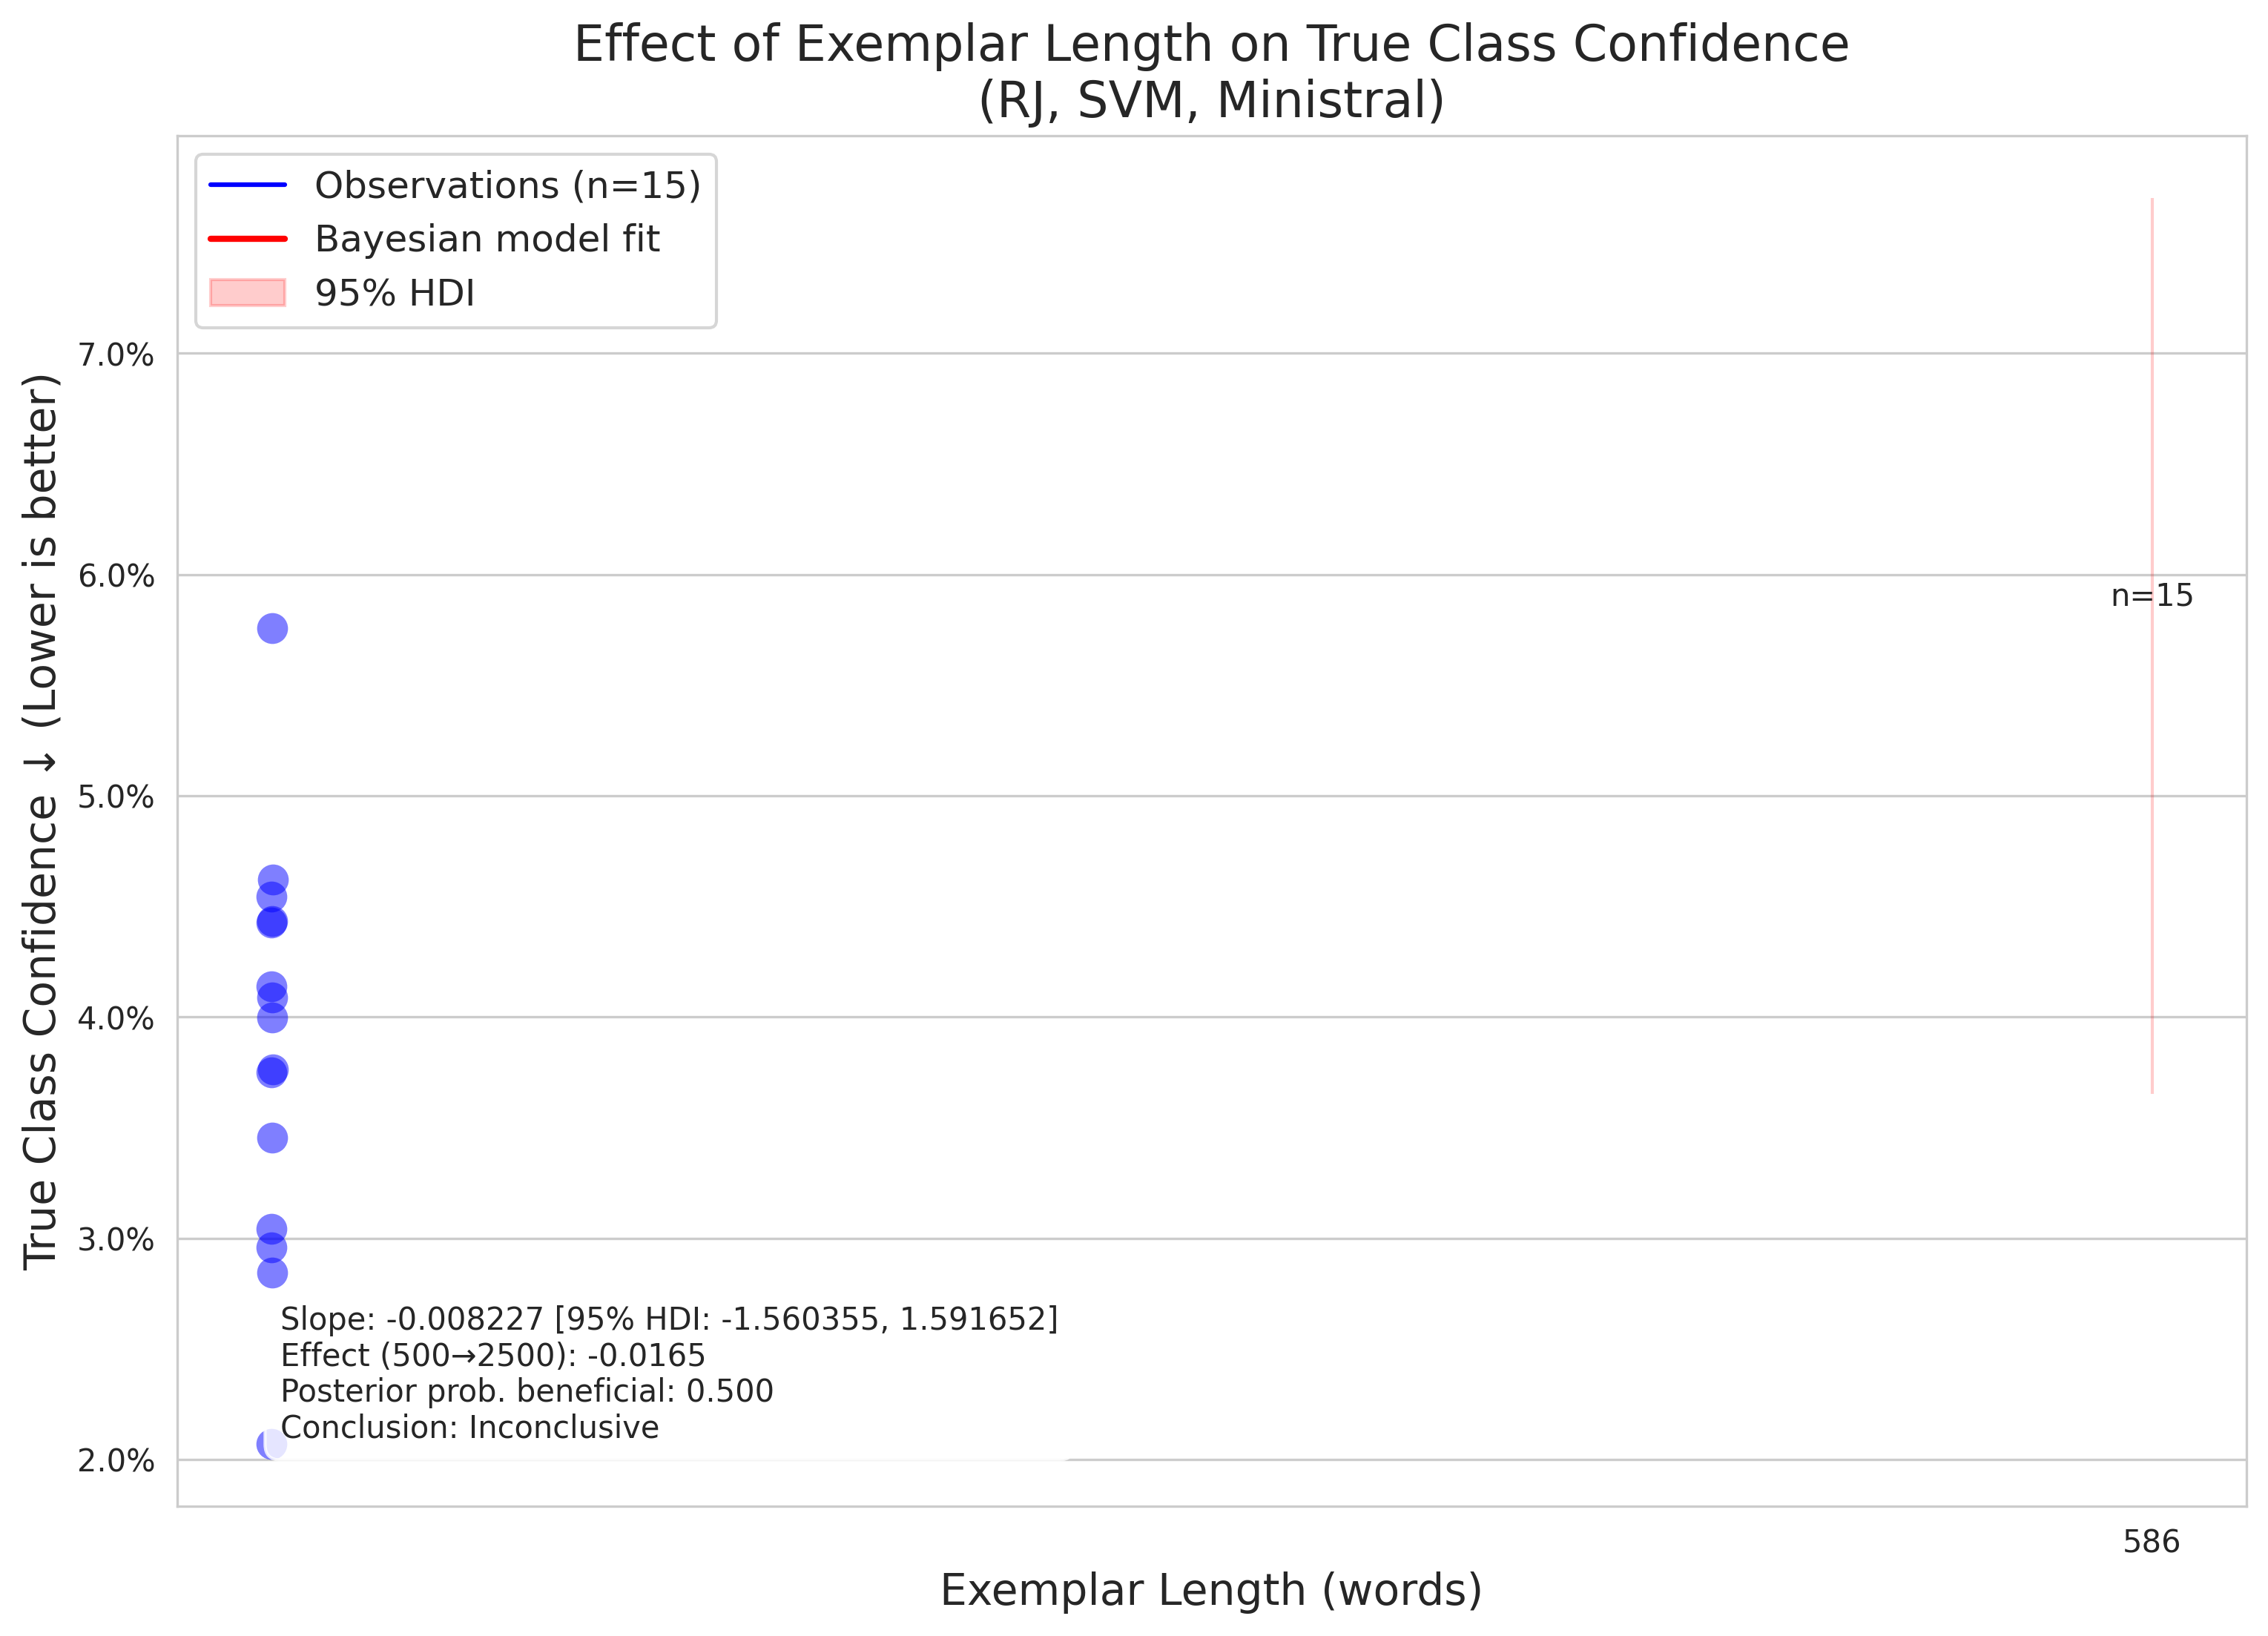 Effect of Exemplar Length on True Class Confidence
(RJ, SVM, Ministral)
Observations (n=15)
Bayesian model fit
95% HDI
True Class Confidence ↓ (Lower is better)
7.0%
6.0%
5.0%
4.0%
3.0%
2.0%
n=15
Slope: -0.008227 [95% HDI: -1.560355, 1.591652]
Effect (500→2500): -0.0165
Posterior prob. beneficial: 0.500
Conclusion: Inconclusive
586
Exemplar Length (words)